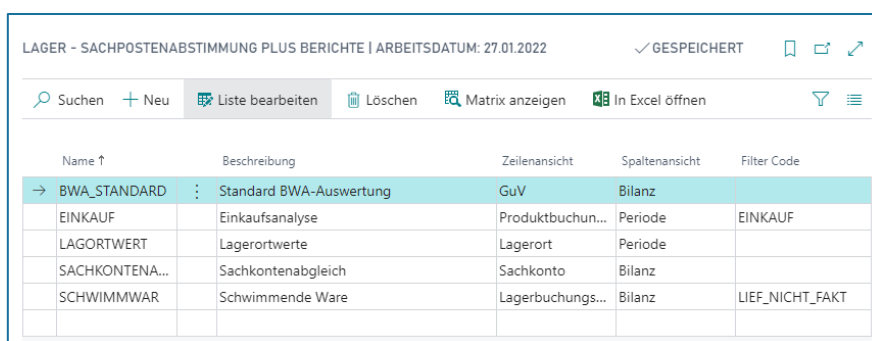 LAGER - SACHPOSTENABSTIMMUNG PLUS BERICHTE | ARBEITSDATUM: 27.01.2022 ✓GESPEICHERT
Suchen + Neu Liste bearbeiten Löschen Matrix anzeigen In Excel öffnen
Name ↑ Beschreibung Zeilenansicht Spaltenansicht Filter Code
→ BWA_STANDARD ⋮ Standard BWA-Auswertung GuV Bilanz
EINKAUF Einkaufsanalyse Produktbuchun... Periode EINKAUF
LAGORTWERT Lagerortwerte Lagerort Periode
SACHKONTENA... Sachkontenabgleich Sachkonto Bilanz
SCHWIMMWAR Schwimmende Ware Lagerbuchungs... Bilanz LIEF_NICHT_FAKT